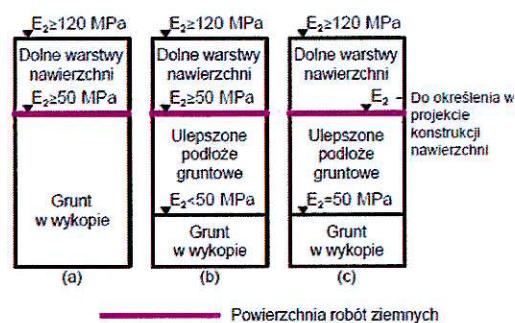 E₂≥120 MPa
Dolne warstwy
nawierzchni
E₂≥50 MPa
Grunt
w wykopie
(a)
E₂≥120 MPa
Dolne warstwy
nawierzchni
E₂≥50 MPa
Ulepszone
podłoże
gruntowe
E₂<50 MPa
Grunt
w wykopie
(b)
E₂≥120 MPa
Dolne warstwy
nawierzchni
E₂ - Do określenia w
projekcie
konstrukcji
nawierzchni
Ulepszone
podłoże
gruntowe
E₂=50 MPa
Grunt
w wykopie
(c)
Powierzchnia robót ziemnych